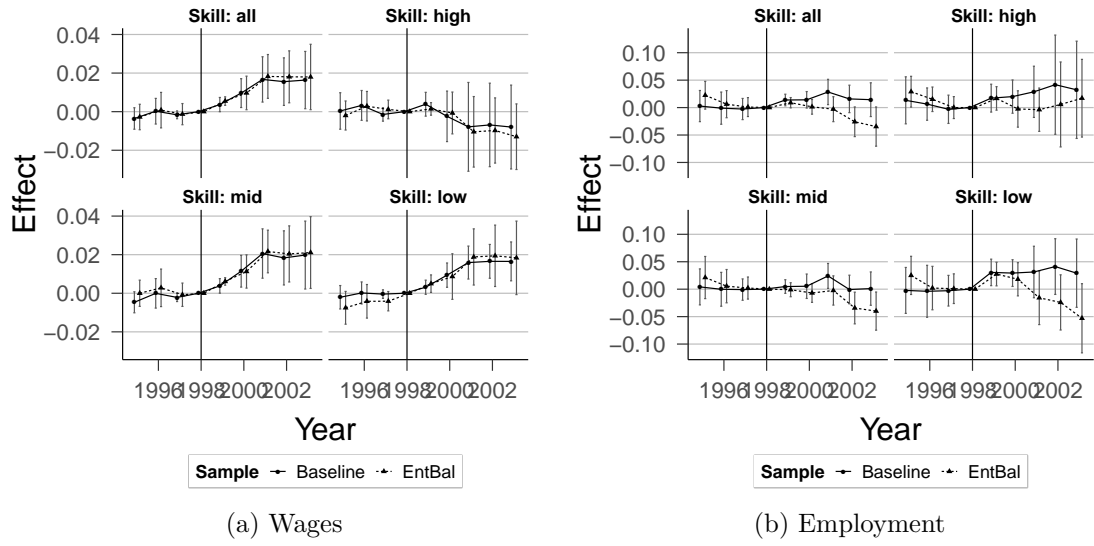 Skill: all Skill: high
0.04
0.02
0.00
−0.02
Skill: mid Skill: low
0.04
0.02
0.00
−0.02
1996 1998 2000 2002 1996 1998 2000 2002
Effect
Year
Sample Baseline EntBal
(a) Wages
Skill: all Skill: high
0.10
0.05
0.00
−0.05
−0.10
Skill: mid Skill: low
0.10
0.05
0.00
−0.05
−0.10
1996 1998 2000 2002 1996 1998 2000 2002
Effect
Year
Sample Baseline EntBal
(b) Employment